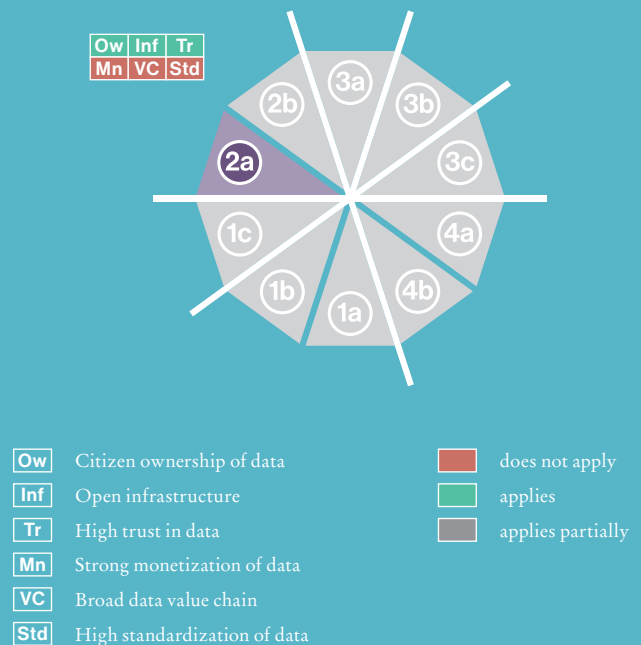 Ow Inf Tr
Mn VC Std
3a
2b
3b
2a
3c
1c
4a
1b
4b
1a
Ow Citizen ownership of data
Inf Open infrastructure
Tr High trust in data
Mn Strong monetization of data
VC Broad data value chain
Std High standardization of data
does not apply
applies
applies partially